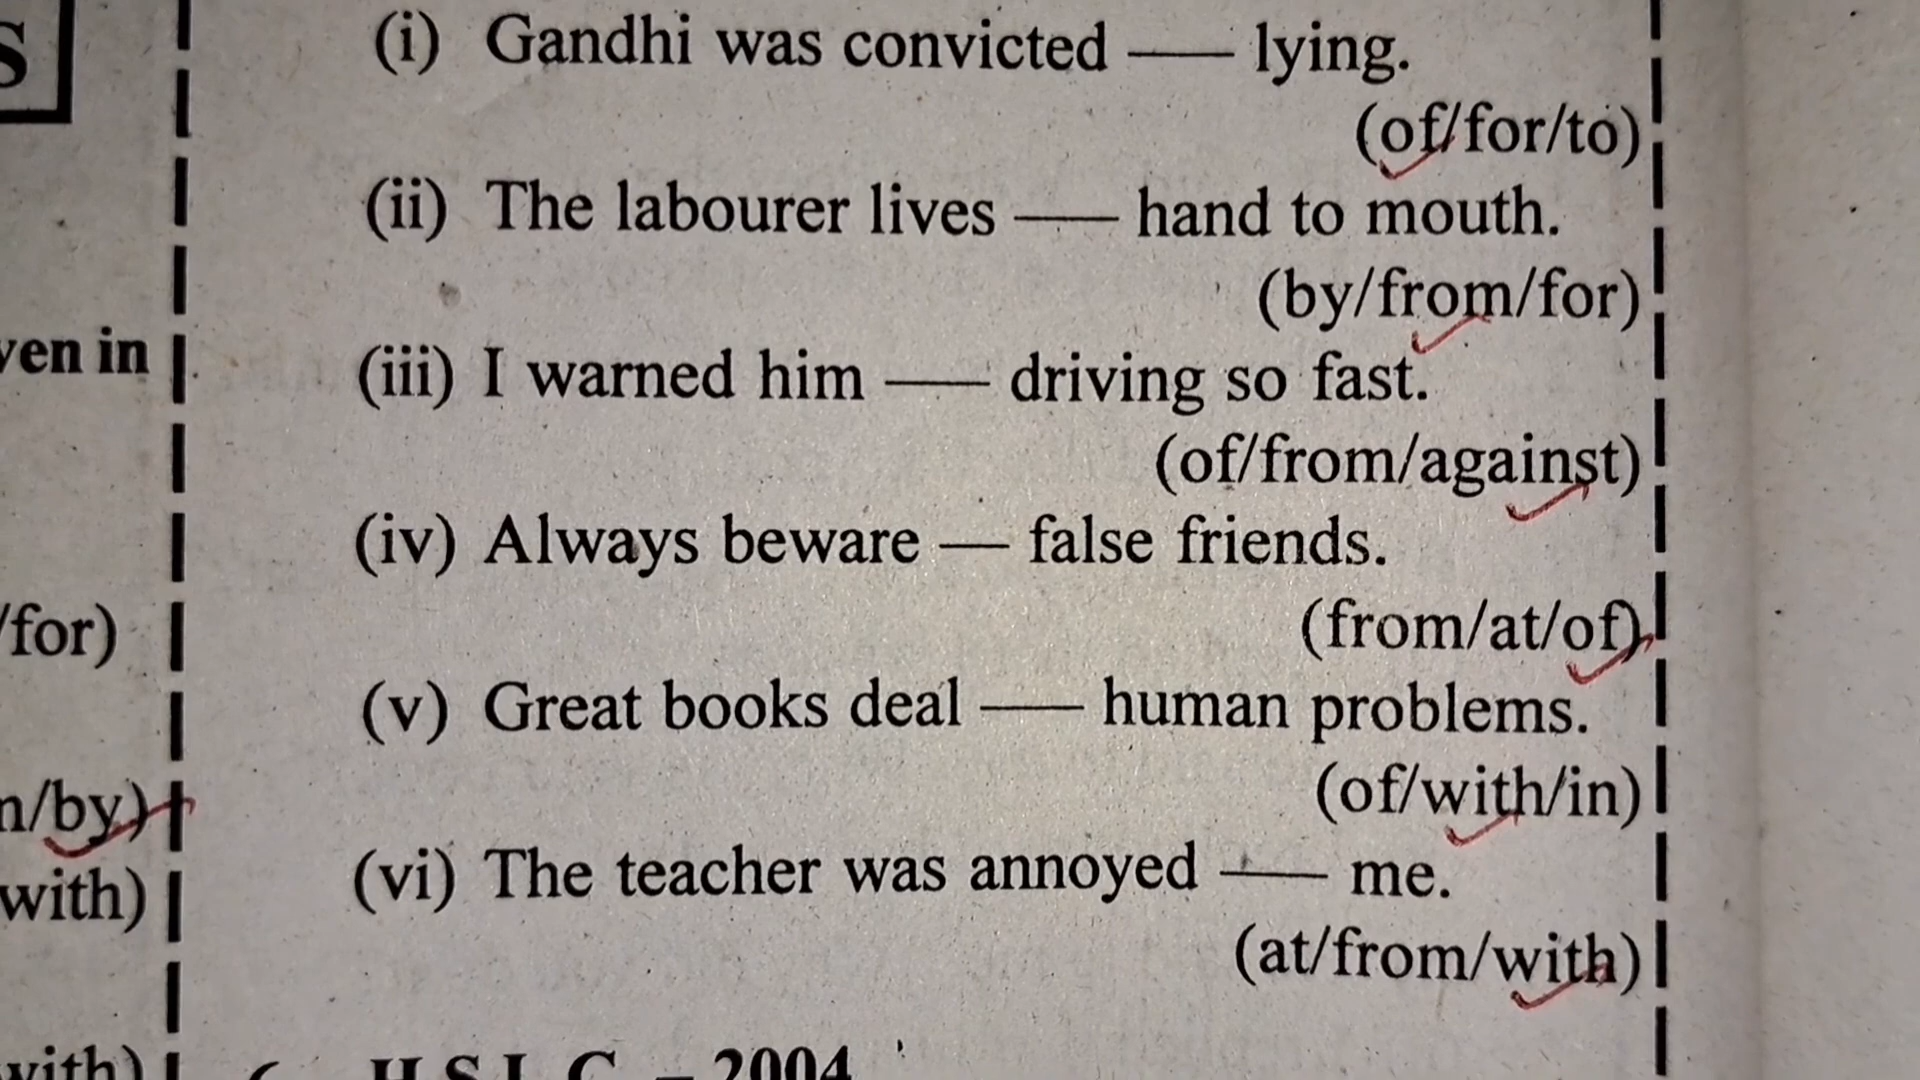 S
ven in
/for)
n/by)
with)
with)
(i) Gandhi was convicted —— lying.
(of/for/to)
(ii) The labourer lives —— hand to mouth.
(by/from/for)
(iii) I warned him —— driving so fast.
(of/from/against)
(iv) Always beware — false friends.
(from/at/of)
(v) Great books deal —— human problems.
(of/with/in)
(vi) The teacher was annoyed —— me.
(at/from/with)
H.S.L.C. – 2004